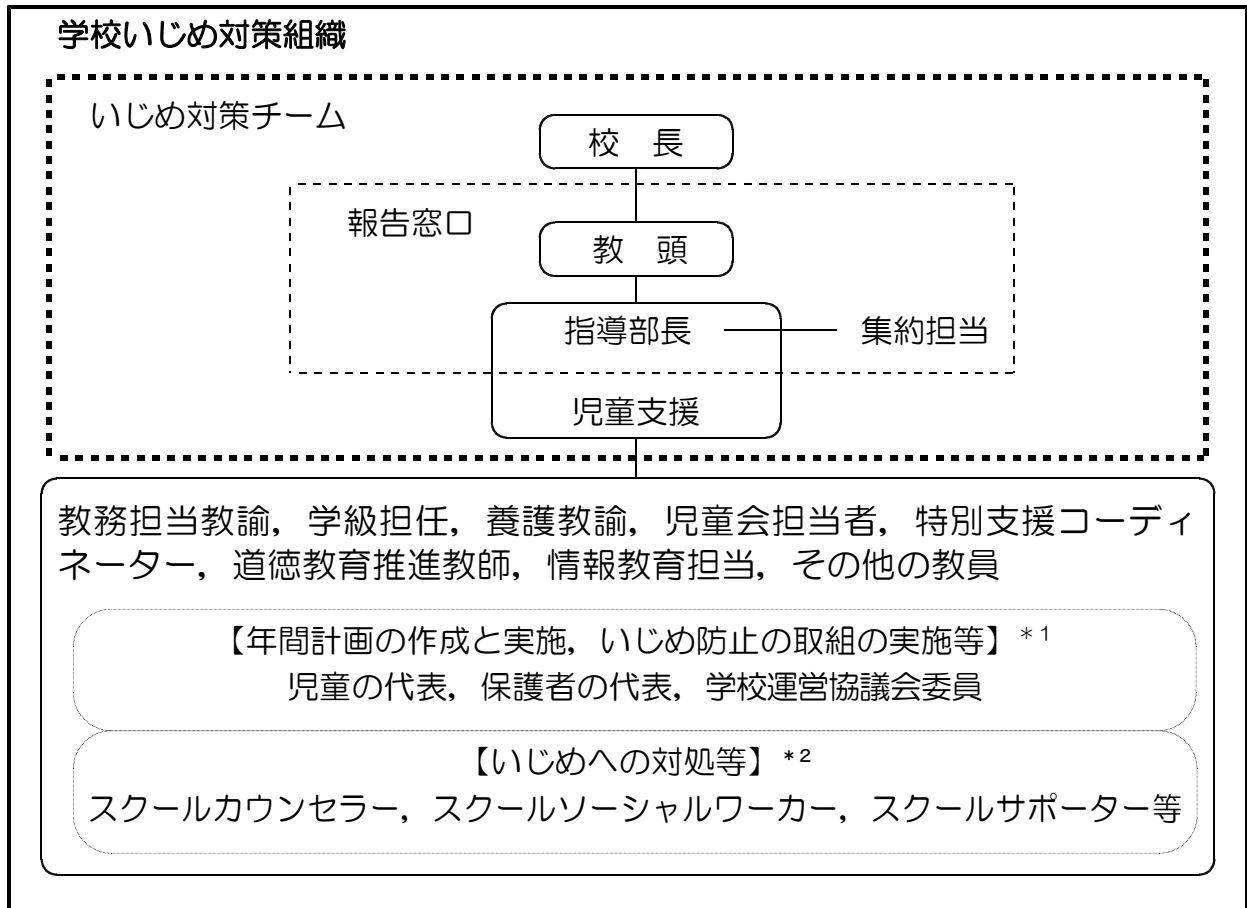 学校いじめ対策組織
いじめ対策チーム
校　長
報告窓口
教　頭
指導部長
集約担当
児童支援
教務担当教諭，学級担任，養護教諭，児童会担当者，特別支援コーディ
ネーター，道徳教育推進教師，情報教育担当，その他の教員
【年間計画の作成と実施，いじめ防止の取組の実施等】＊１
児童の代表，保護者の代表，学校運営協議会委員
【いじめへの対処等】*２
スクールカウンセラー，スクールソーシャルワーカー，スクールサポーター等